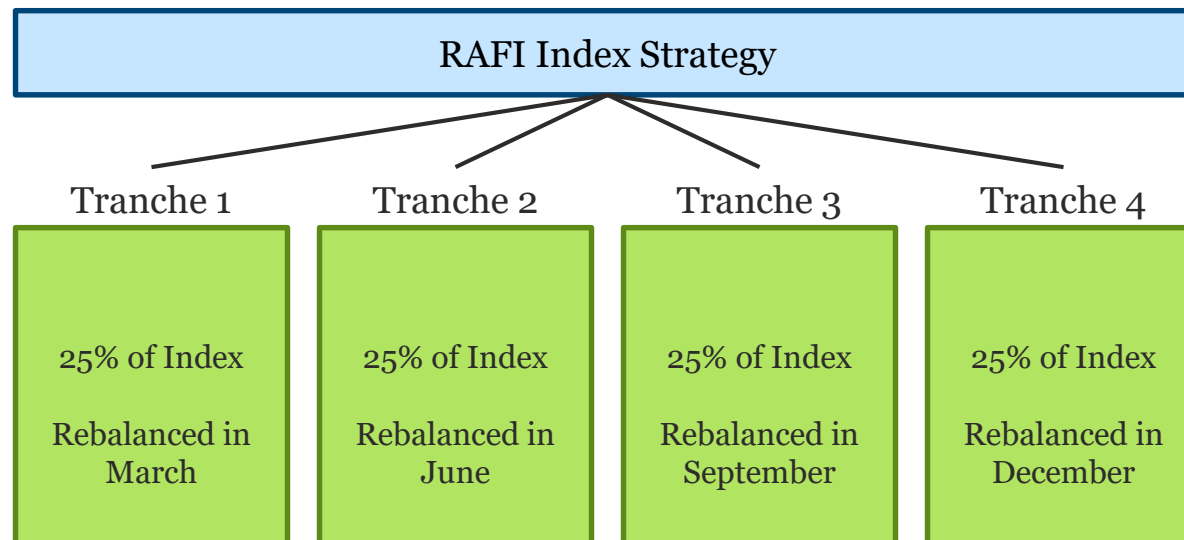 RAFI Index Strategy
Tranche 1
Tranche 2
Tranche 3
Tranche 4
25% of Index
Rebalanced in
March
25% of Index
Rebalanced in
June
25% of Index
Rebalanced in
September
25% of Index
Rebalanced in
December